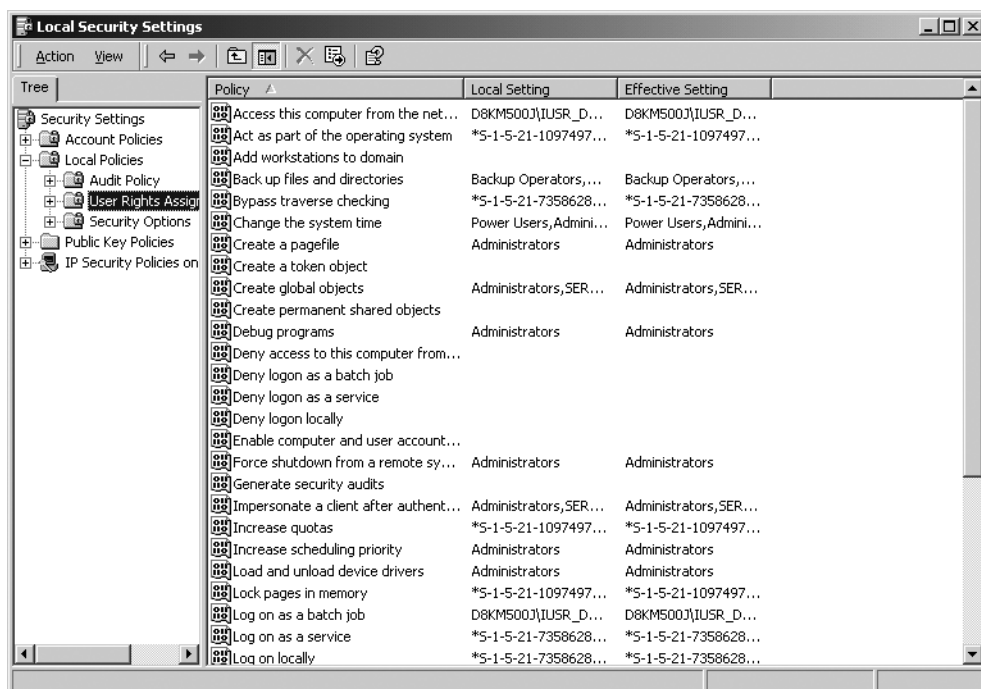 Local Security Settings
Action View
Tree
Security Settings
Account Policies
Local Policies
Audit Policy
User Rights Assign
Security Options
Public Key Policies
IP Security Policies on
Policy Local Setting Effective Setting
Access this computer from the net... D8KM500J\IUSR_D... D8KM500J\IUSR_D...
Act as part of the operating system *S-1-5-21-1097497... *S-1-5-21-1097497...
Add workstations to domain
Back up files and directories Backup Operators,... Backup Operators,...
Bypass traverse checking *S-1-5-21-7358628... *S-1-5-21-7358628...
Change the system time Power Users,Admini... Power Users,Admini...
Create a pagefile Administrators Administrators
Create a token object
Create global objects Administrators,SER... Administrators,SER...
Create permanent shared objects
Debug programs Administrators Administrators
Deny access to this computer from...
Deny logon as a batch job
Deny logon as a service
Deny logon locally
Enable computer and user account...
Force shutdown from a remote sy... Administrators Administrators
Generate security audits
Impersonate a client after authent... Administrators,SER... Administrators,SER...
Increase quotas *S-1-5-21-1097497... *S-1-5-21-1097497...
Increase scheduling priority Administrators Administrators
Load and unload device drivers Administrators Administrators
Lock pages in memory *S-1-5-21-1097497... *S-1-5-21-1097497...
Log on as a batch job D8KM500J\IUSR_D... D8KM500J\IUSR_D...
Log on as a service *S-1-5-21-7358628... *S-1-5-21-7358628...
Log on locally *S-1-5-21-7358628... *S-1-5-21-7358628...